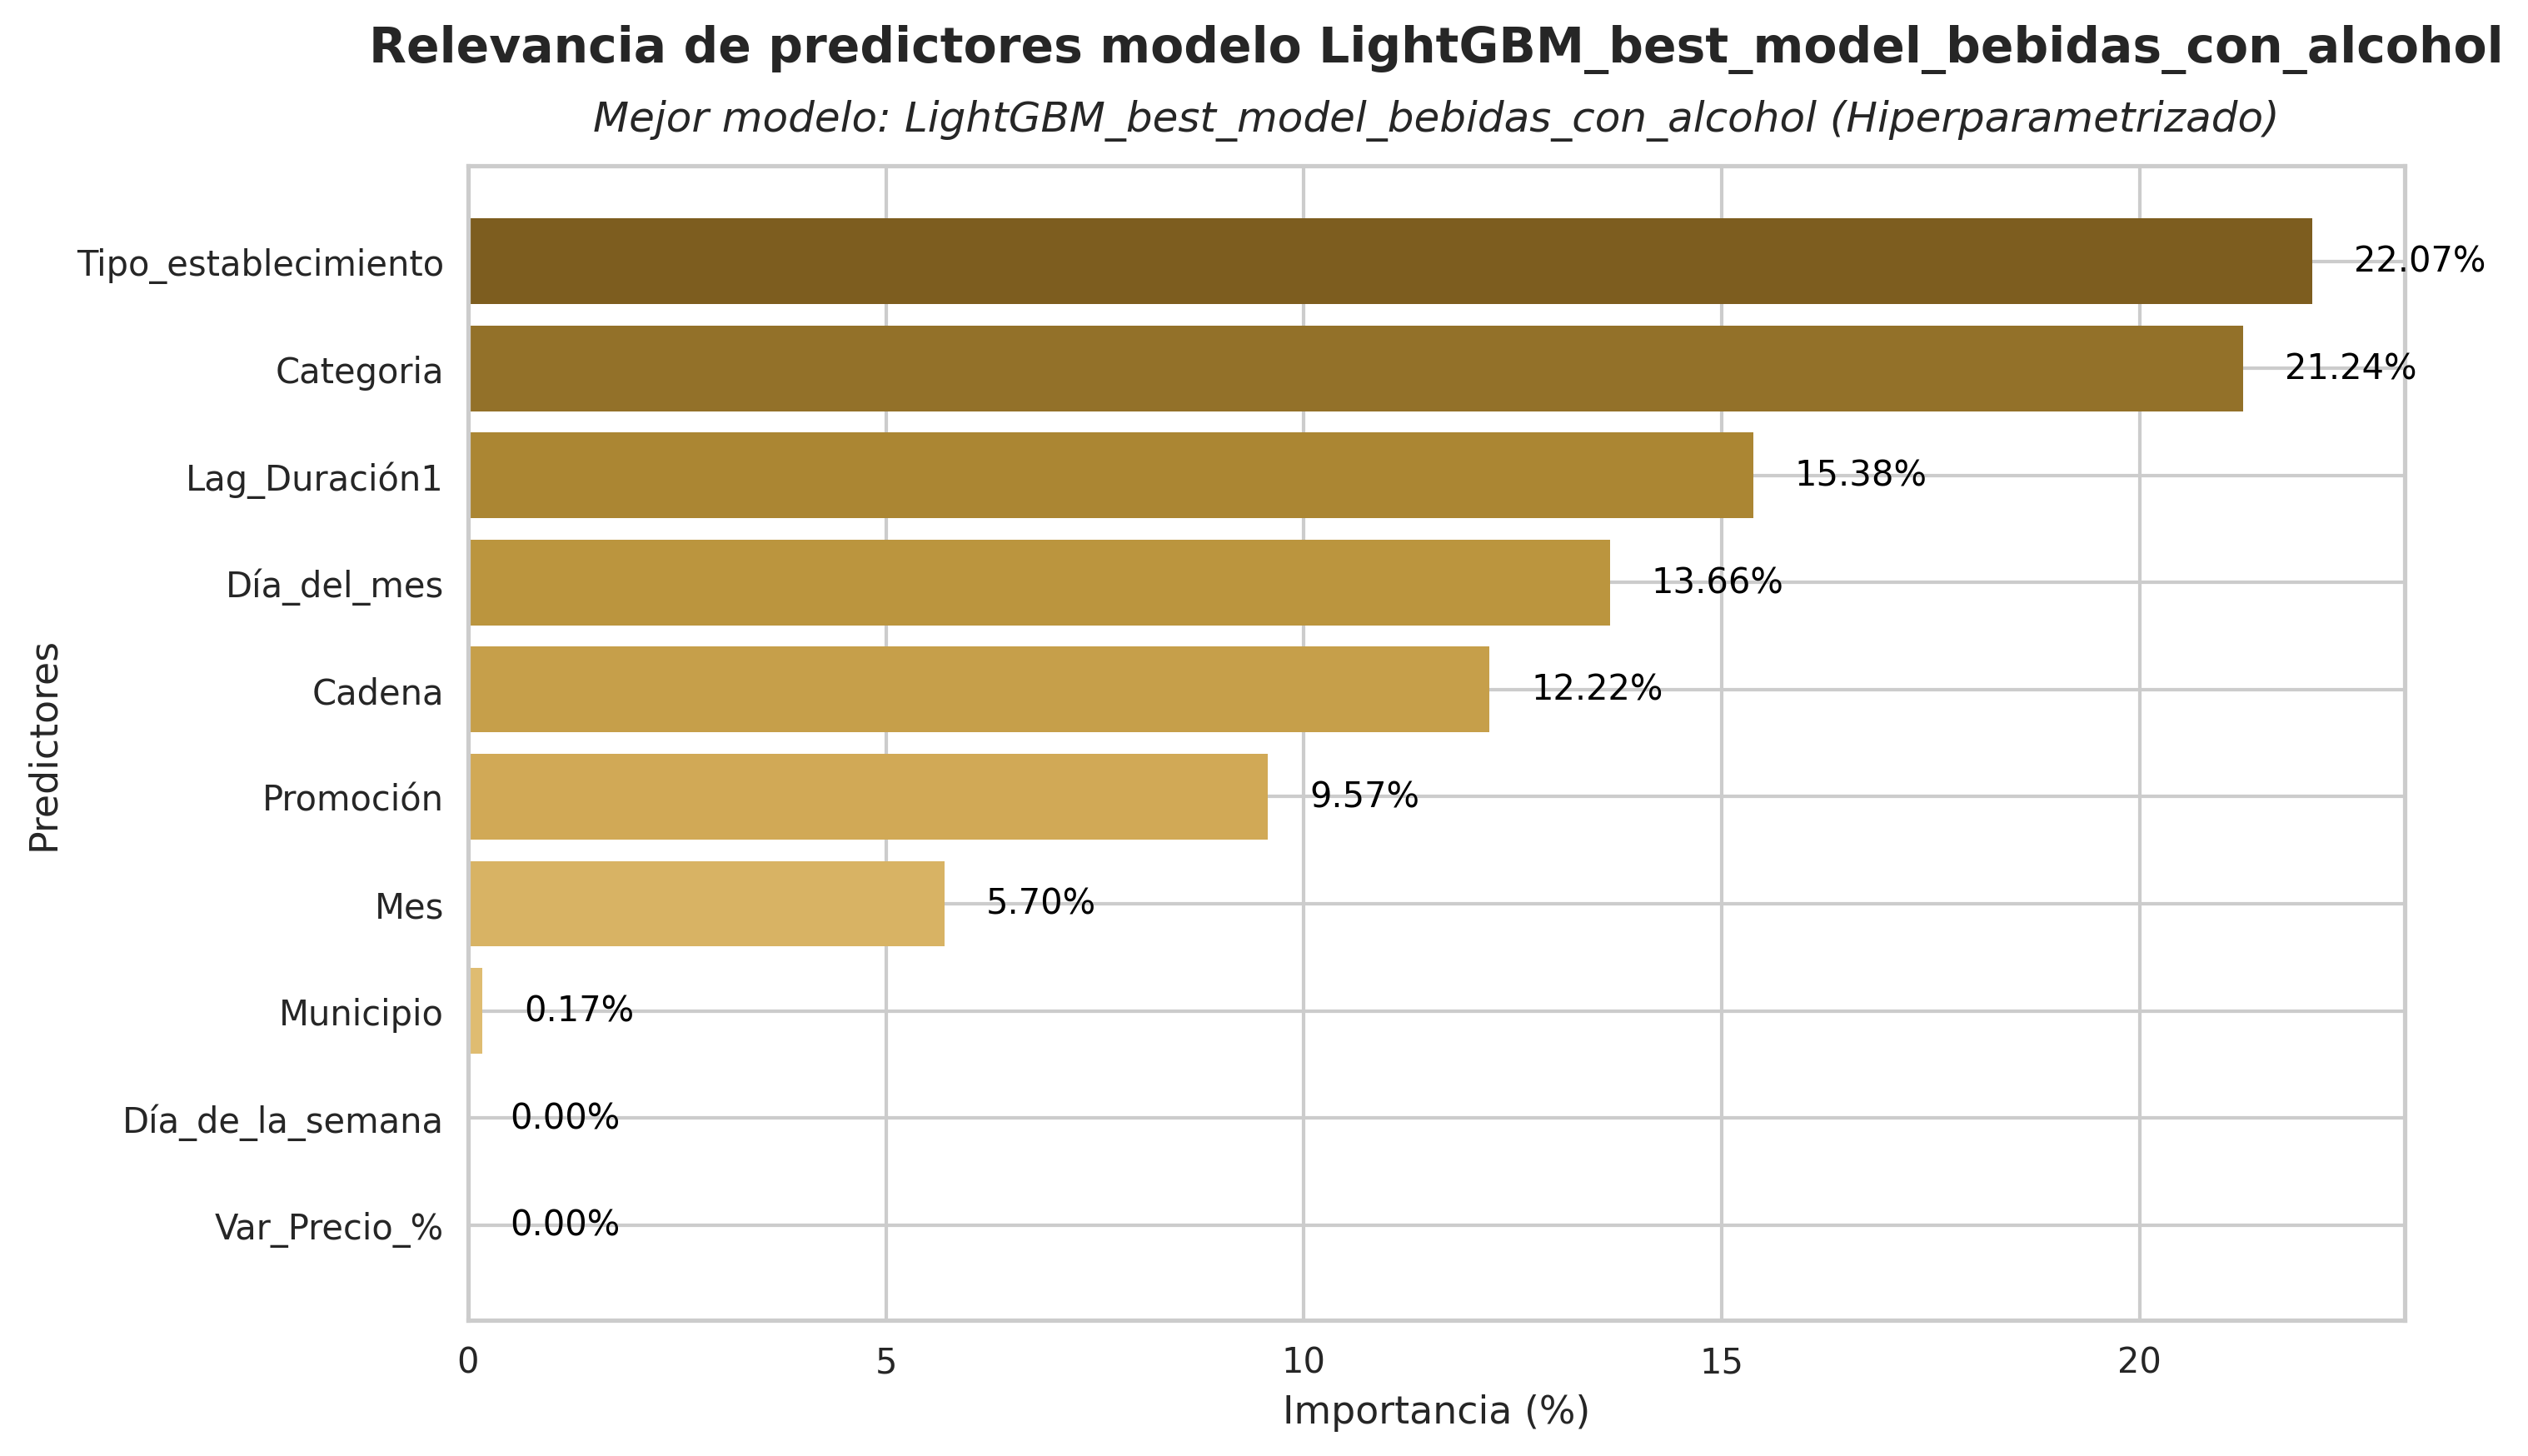 Relevancia de predictores modelo LightGBM_best_model_bebidas_con_alcohol
Mejor modelo: LightGBM_best_model_bebidas_con_alcohol (Hiperparametrizado)
Predictores
Tipo_establecimiento 22.07%
Categoria 21.24%
Lag_Duración1 15.38%
Día_del_mes 13.66%
Cadena 12.22%
Promoción 9.57%
Mes 5.70%
Municipio 0.17%
Día_de_la_semana 0.00%
Var_Precio_% 0.00%
0 5 10 15 20
Importancia (%)